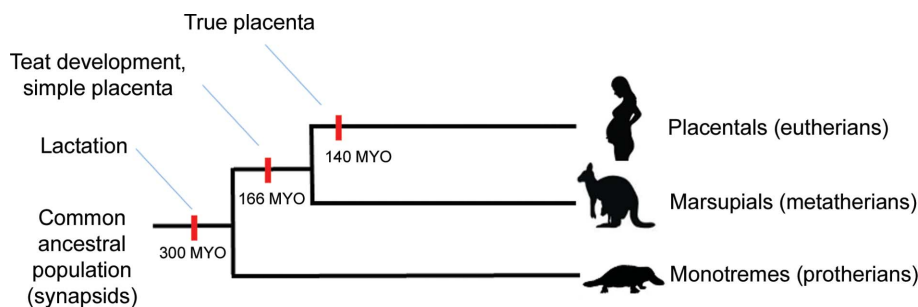 True placenta
Teat development,
simple placenta
Lactation
140 MYO
166 MYO
300 MYO
Common
ancestral
population
(synapsids)
Placentals (eutherians)
Marsupials (metatherians)
Monotremes (protherians)